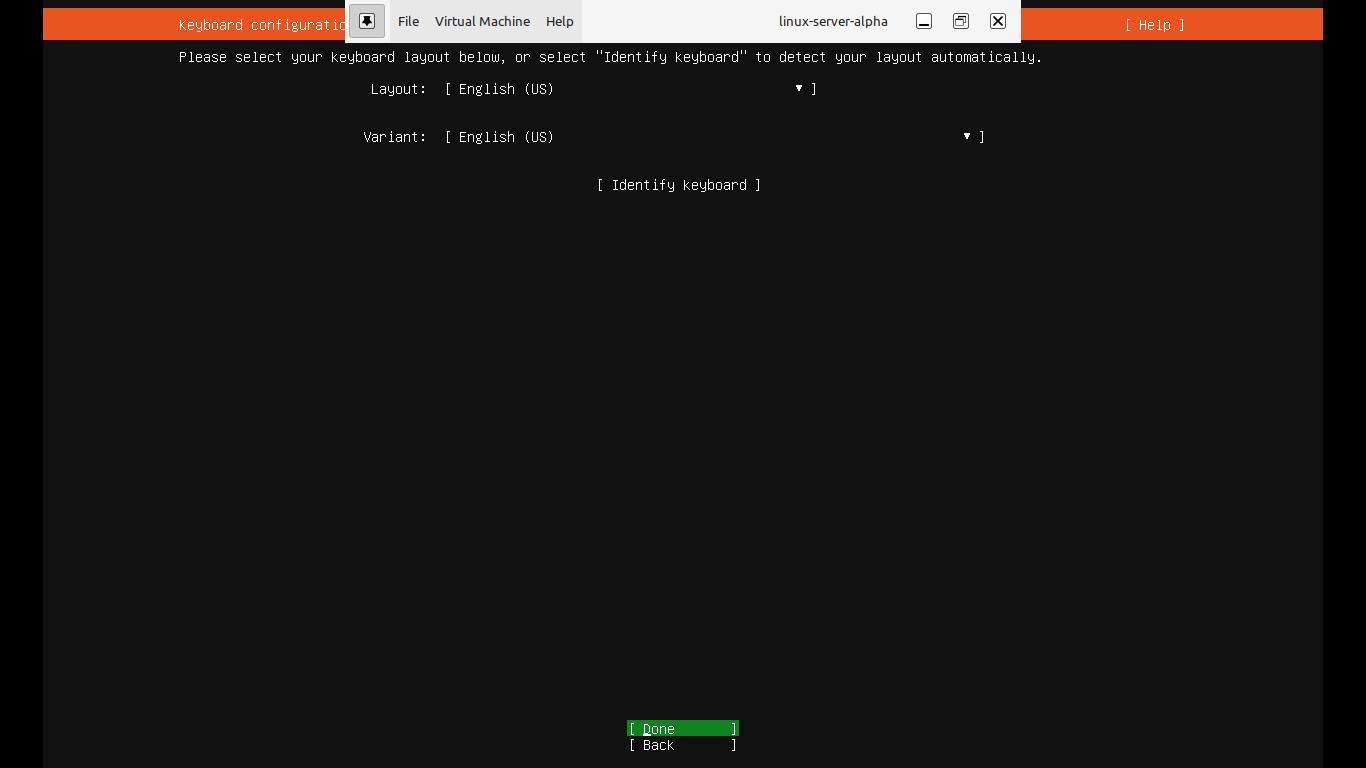 Keyboard configuratio
File Virtual Machine Help linux-server-alpha
[ Help ]
Please select your keyboard layout below, or select "Identify keyboard" to detect your layout automatically.
Layout: [ English (US) ▾ ]
Variant: [ English (US) ▾ ]
[ Identify keyboard ]
[ Done ]
[ Back ]